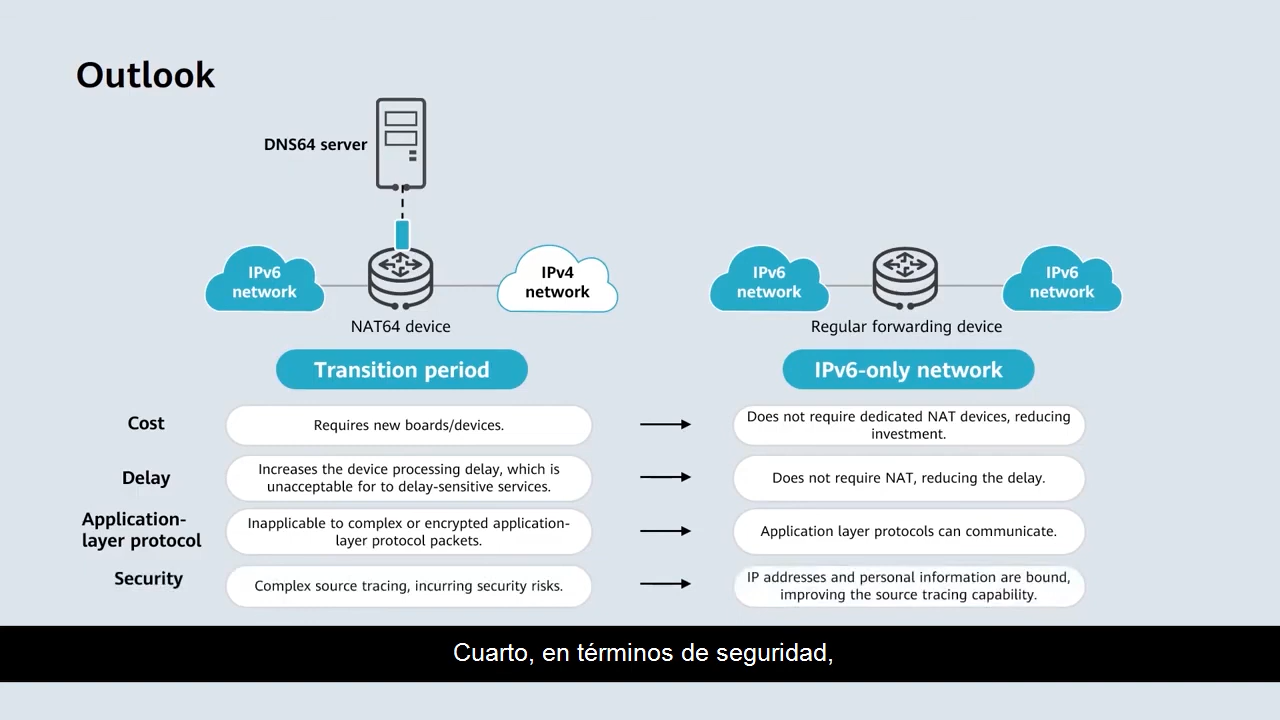 Outlook
DNS64 server
IPv6
network
IPv4
network
IPv6
network
IPv6
network
NAT64 device
Regular forwarding device
Transition period
IPv6-only network
Cost
Requires new boards/devices.
Does not require dedicated NAT devices, reducing
investment.
Delay
Increases the device processing delay, which is
unacceptable for to delay-sensitive services.
Does not require NAT, reducing the delay.
Application-
layer protocol
Inapplicable to complex or encrypted application-
layer protocol packets.
Application layer protocols can communicate.
Security
Complex source tracing, incurring security risks.
IP addresses and personal information are bound,
improving the source tracing capability.
Cuarto, en términos de seguridad,